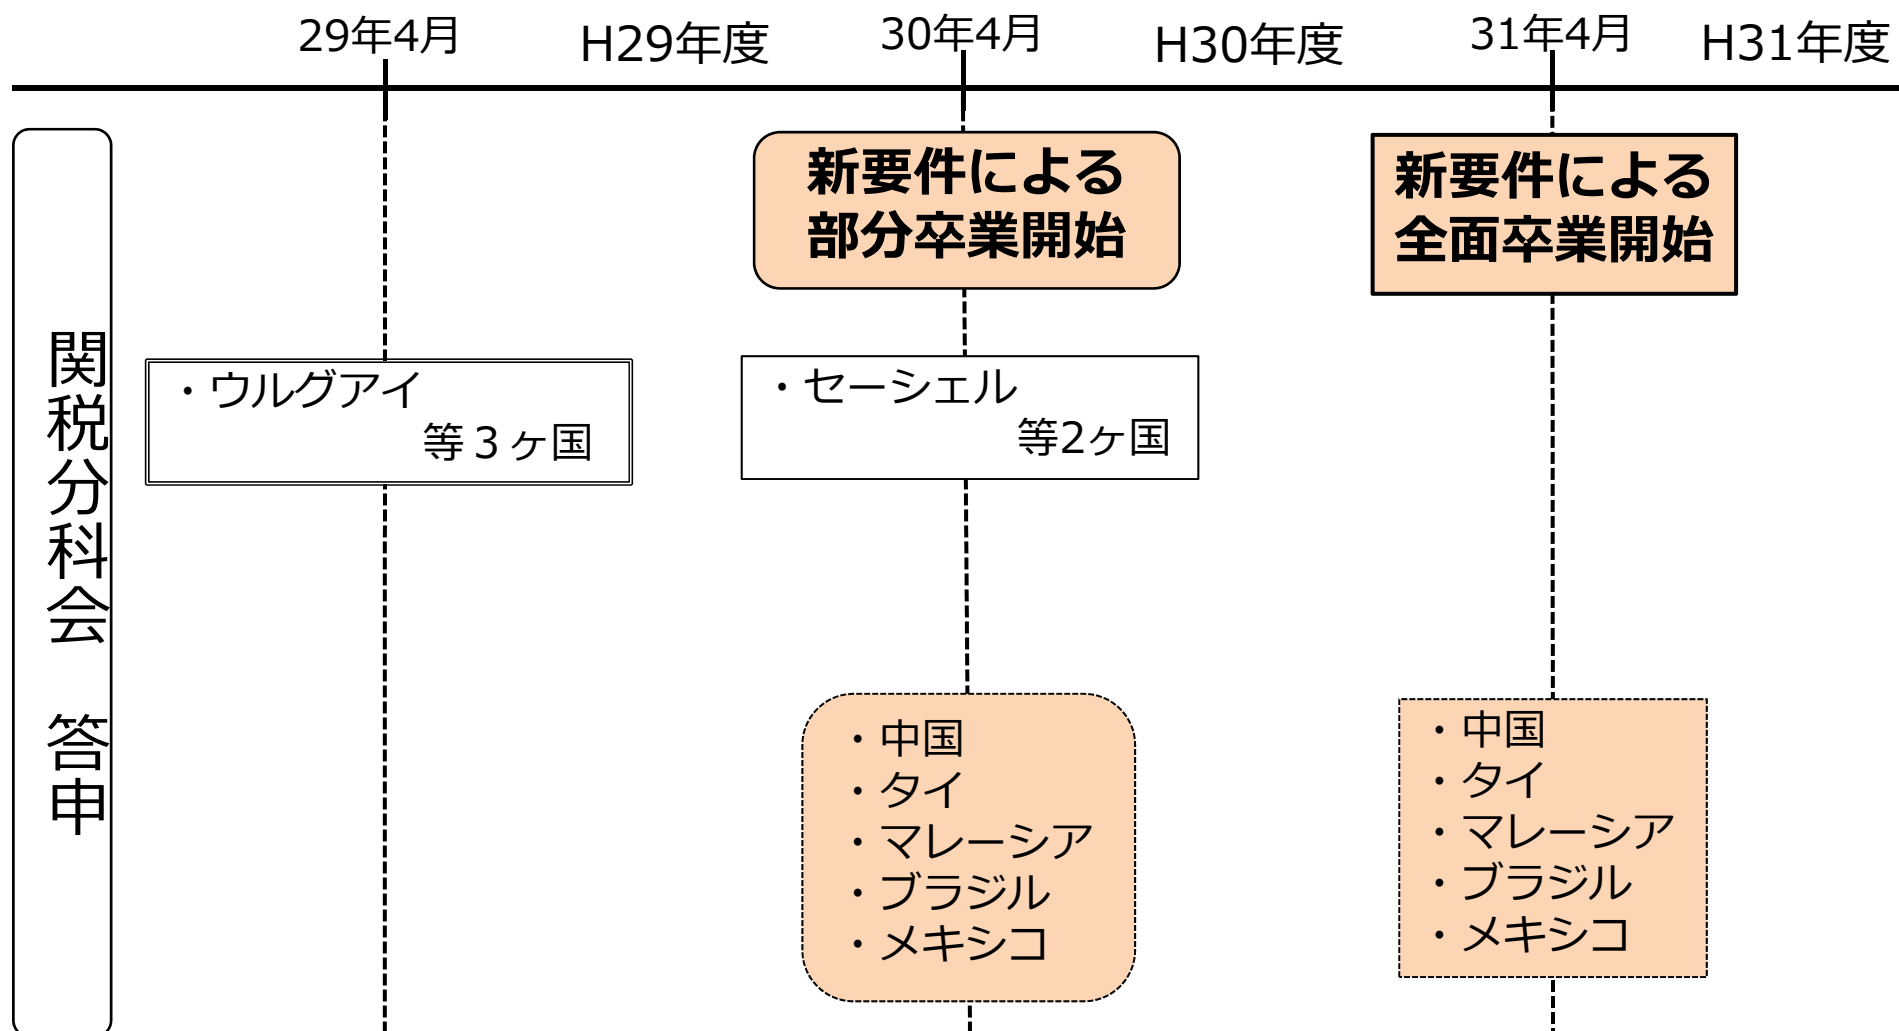 29年4月
H29年度
30年4月
H30年度
31年4月
H31年度
関税分科会　答申
新要件による
部分卒業開始
新要件による
全面卒業開始
・ウルグアイ
等３ヶ国
・セーシェル
等2ヶ国
・中国
・タイ
・マレーシア
・ブラジル
・メキシコ
・中国
・タイ
・マレーシア
・ブラジル
・メキシコ